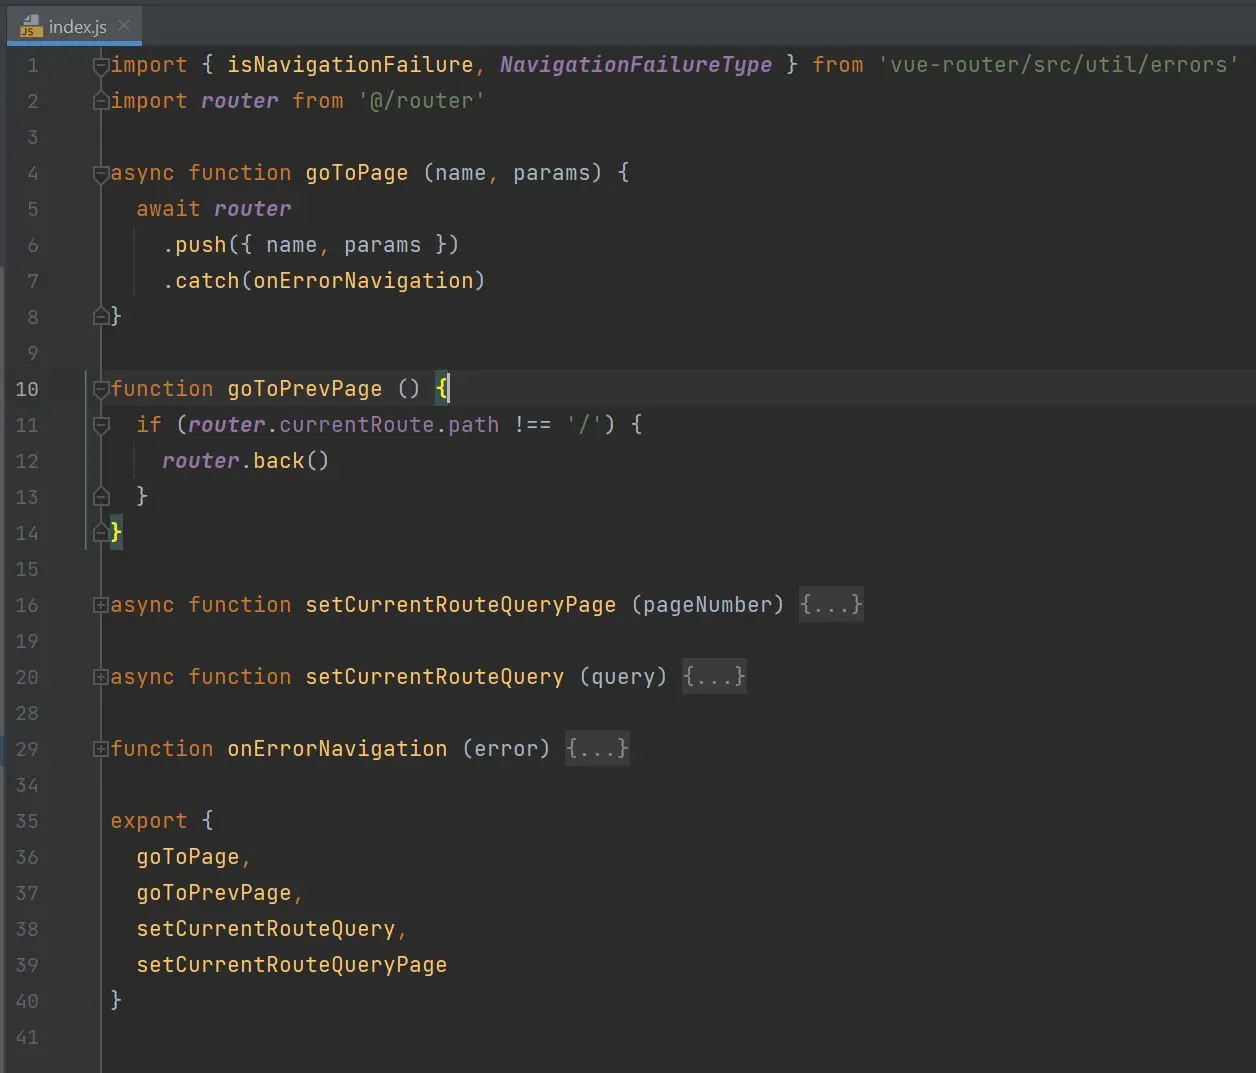 index.js
1 import { isNavigationFailure, NavigationFailureType } from 'vue-router/src/util/errors'
2 import router from '@/router'
3
4 async function goToPage (name, params) {
5   await router
6     .push({ name, params })
7     .catch(onErrorNavigation)
8 }
9
10 function goToPrevPage () {
11   if (router.currentRoute.path !== '/') {
12     router.back()
13   }
14 }
15
16 async function setCurrentRouteQueryPage (pageNumber) {...}
19
20 async function setCurrentRouteQuery (query) {...}
28
29 function onErrorNavigation (error) {...}
34
35 export {
36   goToPage,
37   goToPrevPage,
38   setCurrentRouteQuery,
39   setCurrentRouteQueryPage
40 }
41